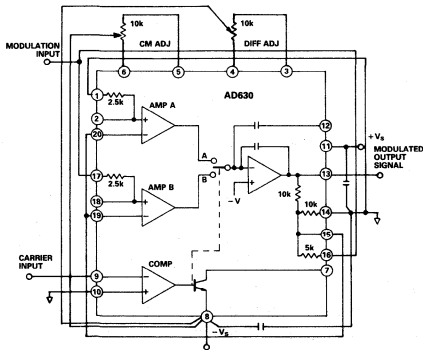 10k
10k
CM ADJ
DIFF ADJ
MODULATION
INPUT
6
5
4
3
AD630
1
2.5k
AMP A
2
12
20
+VS
11
MODULATED
OUTPUT
SIGNAL
A
13
B
17
2.5k
AMP B
–V
10k
18
10k
14
19
15
5k
16
CARRIER
INPUT
COMP
7
9
10
8
–VS